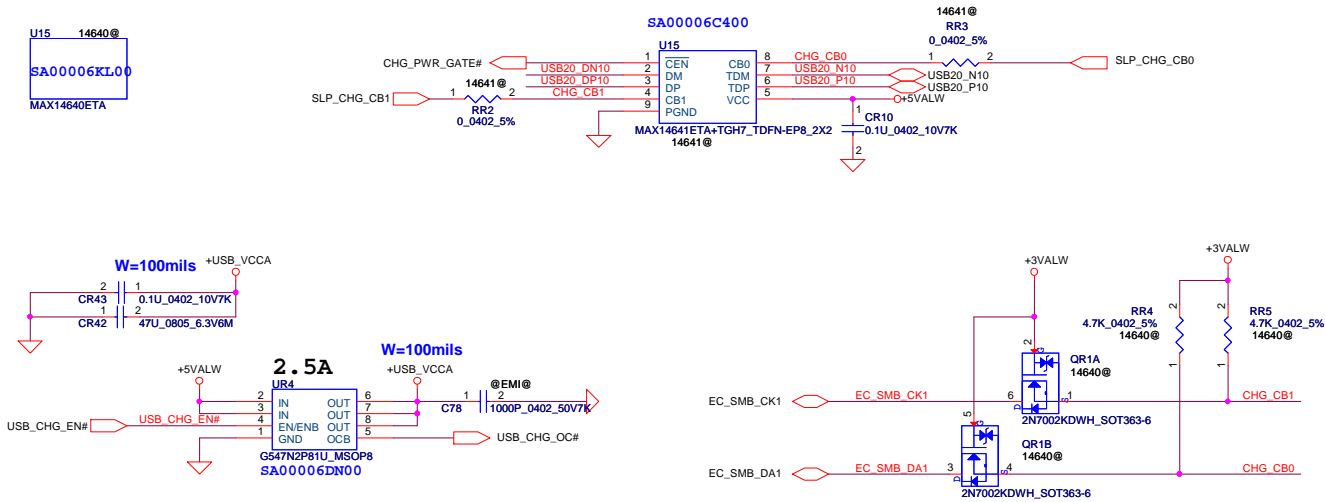 U15 14640@
SA00006KL00
MAX14640ETA
SA00006C400
U15
CHG_PWR_GATE#
USB20_DN10
USB20_DP10
14641@
SLP_CHG_CB1
1 2
RR2
0_0402_5%
CHG_CB1
1 CEN
2 DM
3 DP
4 CB1
9 PGND
CB0 8
TDM 7
TDP 6
VCC 5
MAX14641ETA+TGH7_TDFN-EP8_2X2
14641@
CHG_CB0
USB20_N10
USB20_P10
USB20_N10
USB20_P10
+5VALW
14641@
RR3
0_0402_5%
1 2
SLP_CHG_CB0
1
CR10
0.1U_0402_10V7K
2
W=100mils
+USB_VCCA
2 1
CR43 0.1U_0402_10V7K
1 2
CR42 47U_0805_6.3V6M
2.5A
W=100mils
+5VALW
+USB_VCCA
UR4
2 IN
3 IN
4 EN/ENB
1 GND
OUT 6
OUT 7
OUT 8
OCB 5
USB_CHG_EN#
USB_CHG_EN#
G547N2P81U_MSOP8
SA00006DN00
USB_CHG_OC#
@EMI@
1 2
C78 1000P_0402_50V7K
+3VALW
+3VALW
RR4
4.7K_0402_5%
14640@
2
1
RR5
4.7K_0402_5%
14640@
2
1
2
G
QR1A
14640@
EC_SMB_CK1
EC_SMB_CK1
6
D
S
1
CHG_CB1
2N7002KDWH_SOT363-6
5
G
QR1B
14640@
EC_SMB_DA1
EC_SMB_DA1
3
D
S
4
CHG_CB0
2N7002KDWH_SOT363-6